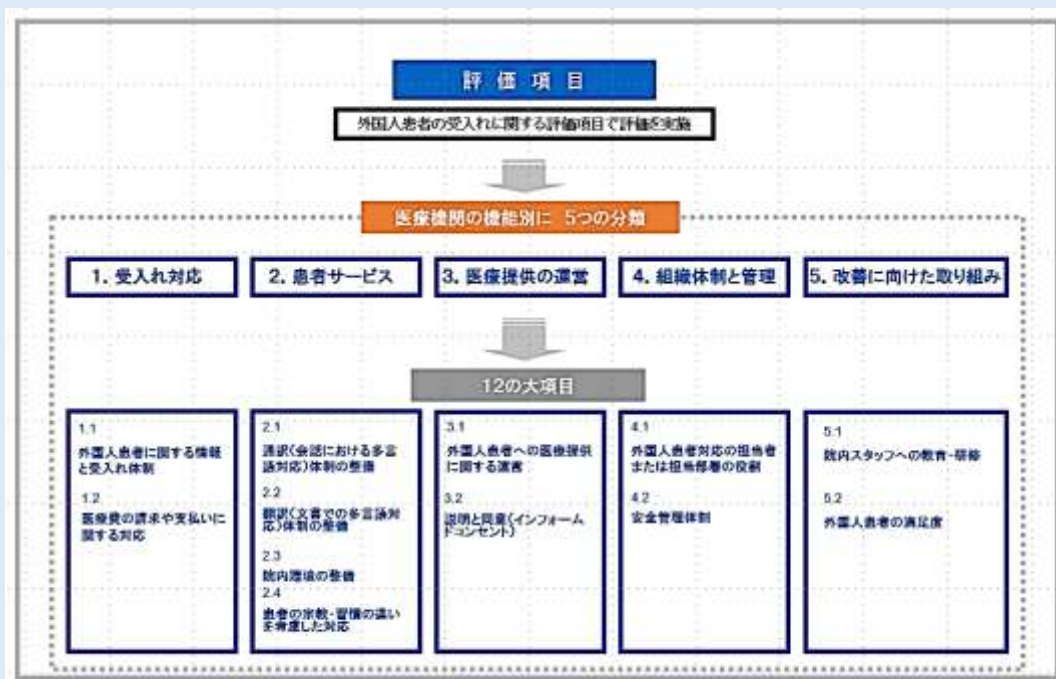 評価項目
外国人患者の受入れに関する評価項目で評価を実施
医療機関の機能別に 5つの分類
1. 受入れ対応
2. 患者サービス
3. 医療提供の運営
4. 組織体制と管理
5. 改善に向けた取り組み
12の大項目
1.1
外国人患者に関する情報
と受入れ体制
1.2
医療費の請求や支払いに
関する対応
2.1
通訳(会話における多言
語対応)体制の整備
2.2
翻訳(文書での多言語対
応)体制の整備
2.3
院内環境の整備
2.4
患者の宗教・習慣の違い
を考慮した対応
3.1
外国人患者への医療提供
に関する運営
3.2
説明と同意(インフォーム
ドコンセント)
4.1
外国人患者対応の担当者
または担当部署の役割
4.2
安全管理体制
5.1
院内スタッフへの教育・研修
5.2
外国人患者の満足度